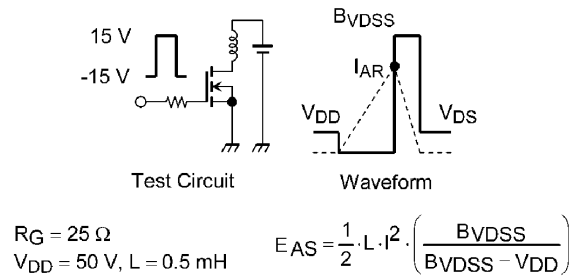 15 V
-15 V
BVDSS
IAR
VDD
VDS
Test Circuit
Waveform
RG = 25 Ω
VDD = 50 V, L = 0.5 mH
EAS = 1/2 · L · I² · (BVDSS / (BVDSS − VDD))